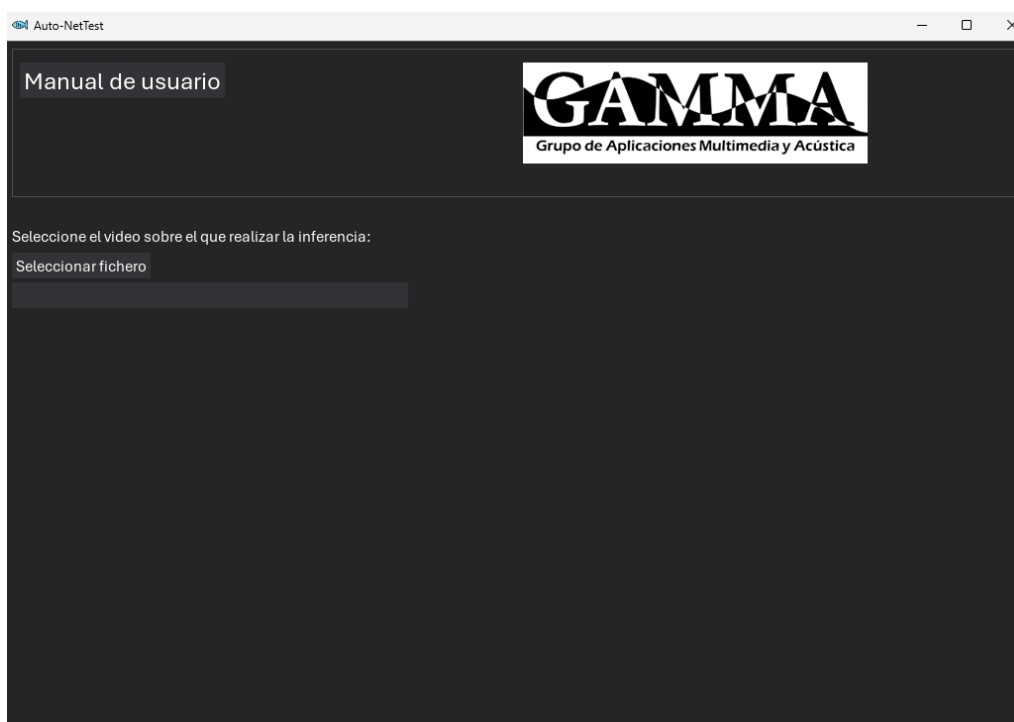 Auto-NetTest
Manual de usuario
GAMMA
Grupo de Aplicaciones Multimedia y Acústica
Seleccione el video sobre el que realizar la inferencia:
Seleccionar fichero